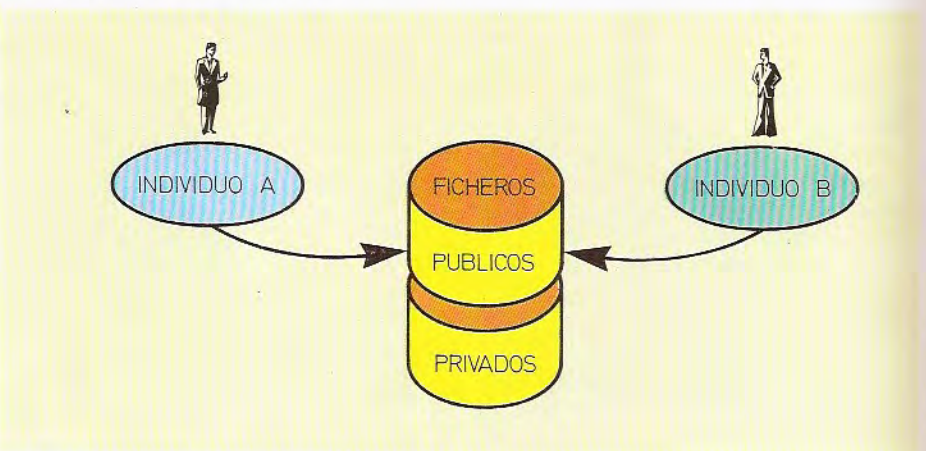 INDIVIDUO A
FICHEROS
INDIVIDUO B
PUBLICOS
PRIVADOS